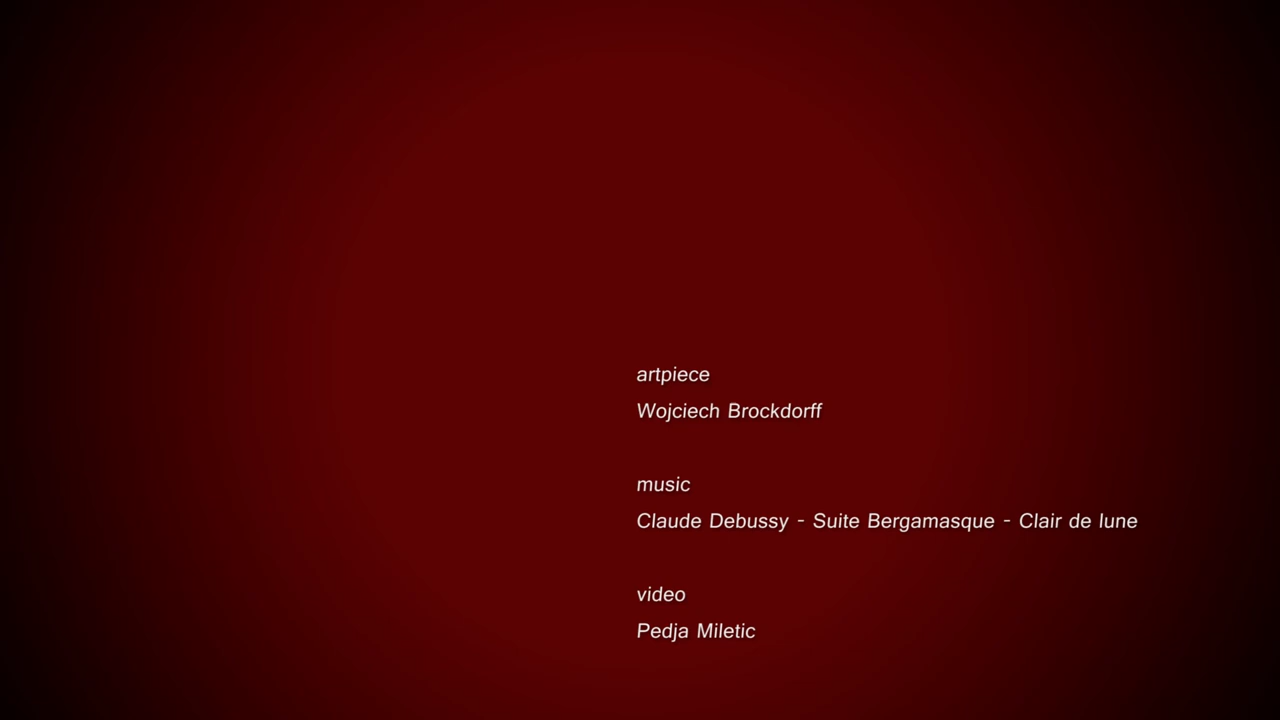 artpiece
Wojciech Brockdorff
music
Claude Debussy - Suite Bergamasque - Clair de lune
video
Pedja Miletic